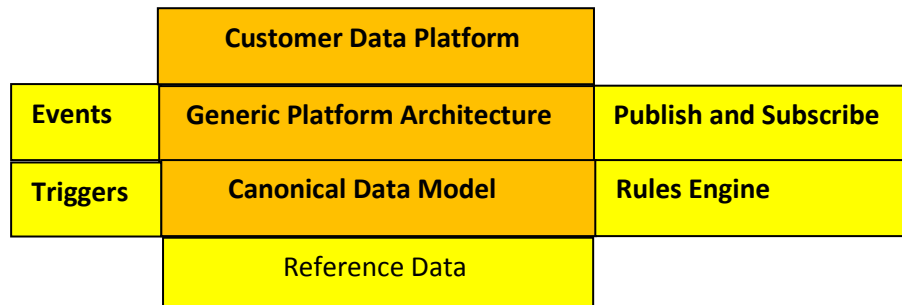 Customer Data Platform
Events Generic Platform Architecture Publish and Subscribe
Triggers Canonical Data Model Rules Engine
Reference Data